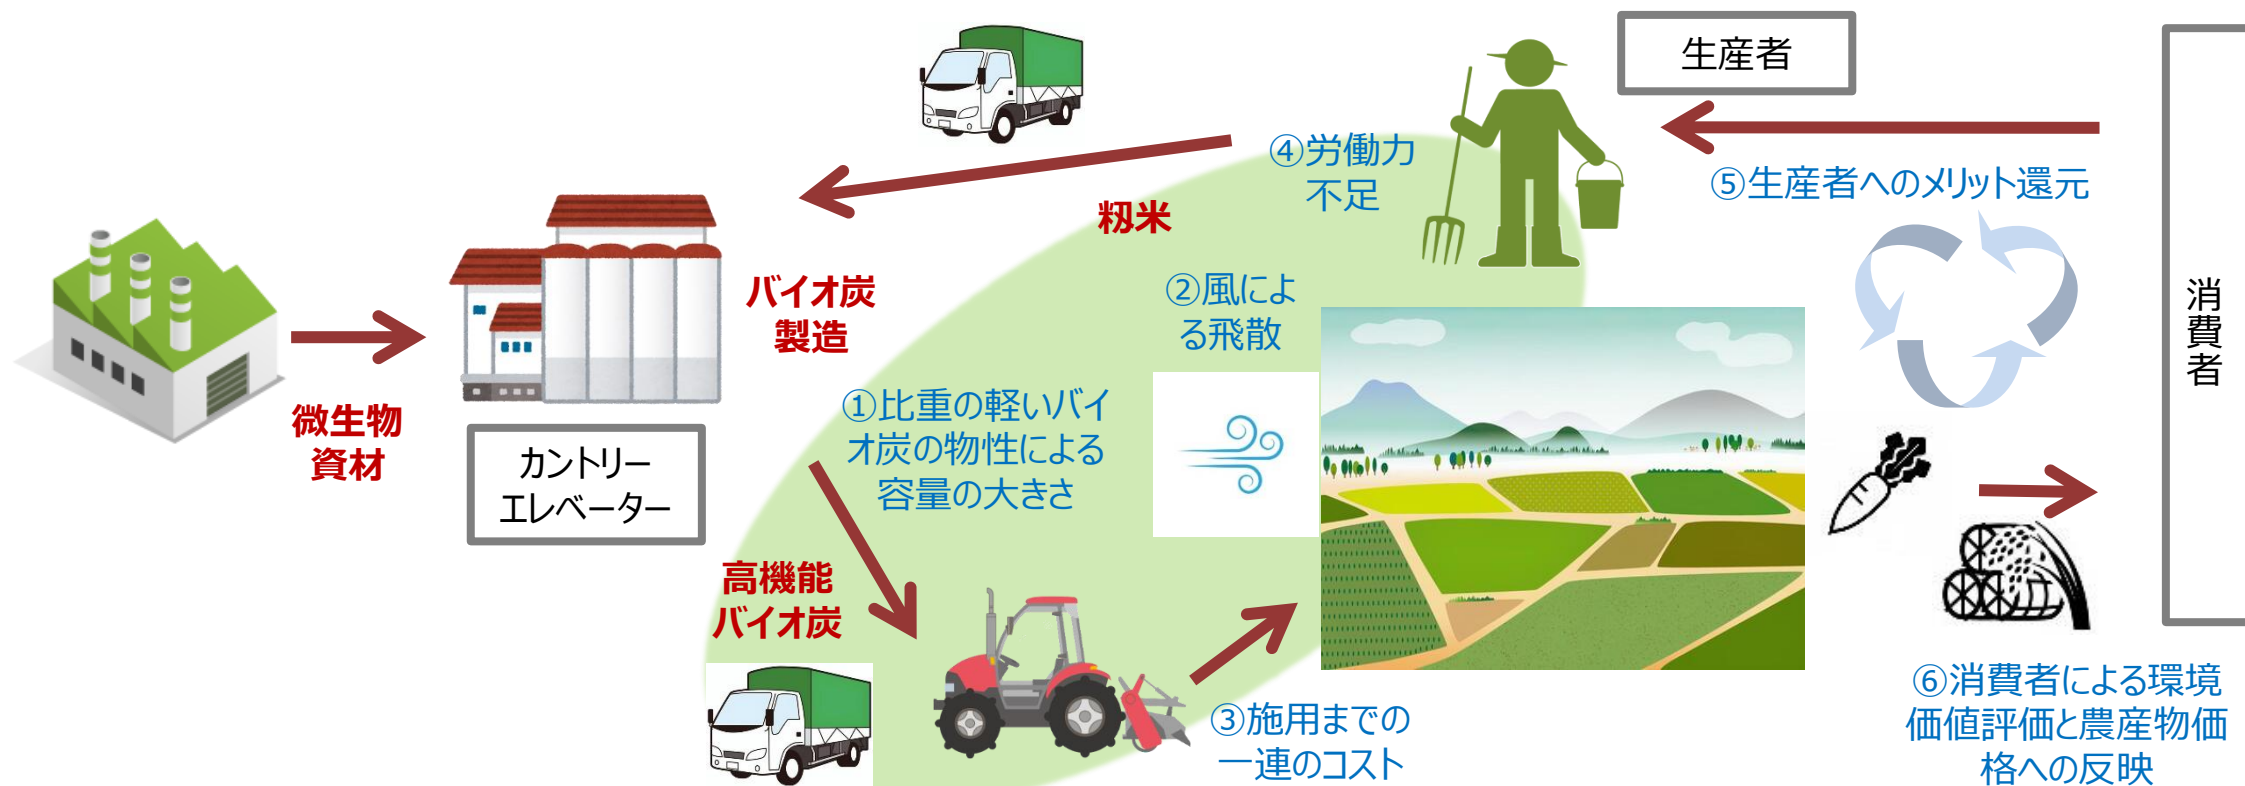 生産者
④労働力
不足
⑤生産者へのメリット還元
籾米
バイオ炭
製造
②風によ
る飛散
消費者
微生物
資材
カントリー
エレベーター
①比重の軽いバイ
オ炭の物性による
容量の大きさ
高機能
バイオ炭
③施用までの
一連のコスト
⑥消費者による環境
価値評価と農産物価
格への反映